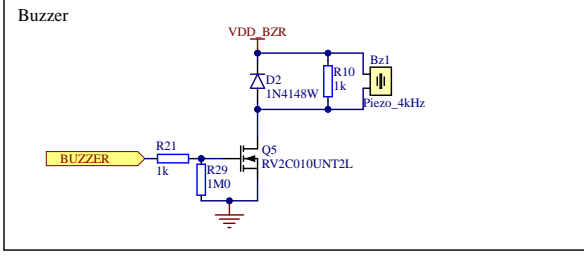 Buzzer
VDD_BZR
Bz1
R10
D2
1k
1N4148W
Piezo_4kHz
R21
Q5
BUZZER
RV2C010UNT2L
R29
1k
1M0